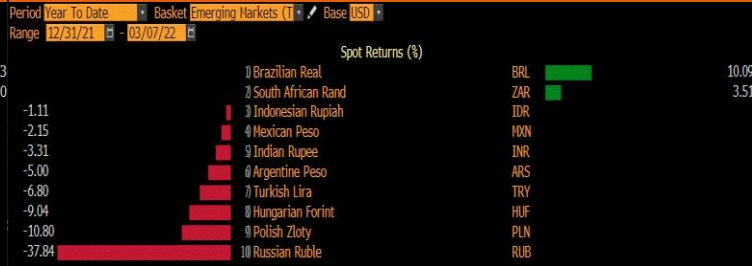 Period Year To Date Basket Emerging Markets (T Base USD
Range 12/31/21 - 03/07/22
Spot Returns (%)
3 1) Brazilian Real BRL 10.09
0 2) South African Rand ZAR 3.51
-1.11 3) Indonesian Rupiah IDR
-2.15 4) Mexican Peso MXN
-3.31 5) Indian Rupee INR
-5.00 6) Argentine Peso ARS
-6.80 7) Turkish Lira TRY
-9.04 8) Hungarian Forint HUF
-10.80 9) Polish Zloty PLN
-37.84 10) Russian Ruble RUB